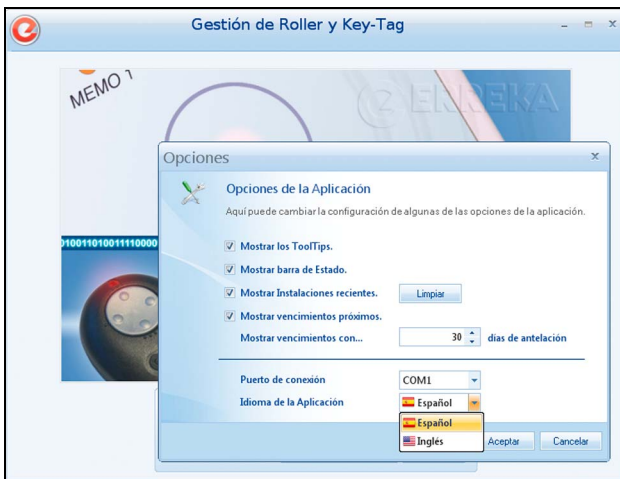 Gestión de Roller y Key-Tag
MEMO 1
ERREKA
0100110100111110000
Opciones
Opciones de la Aplicación
Aquí puede cambiar la configuración de algunas de las opciones de la aplicación.
Mostrar los ToolTips.
Mostrar barra de Estado.
Mostrar Instalaciones recientes. Limpiar
Mostrar vencimientos próximos.
Mostrar vencimientos con... 30 días de antelación
Puerto de conexión COM1
Idioma de la Aplicación Español
Español
Inglés
Aceptar Cancelar